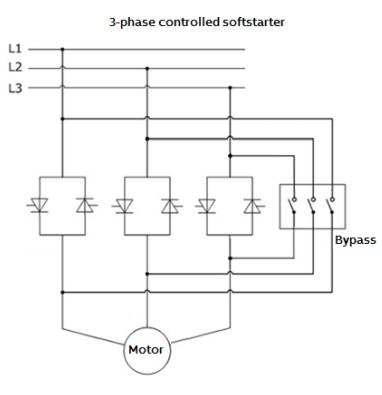 3-phase controlled softstarter
L1
L2
L3
Bypass
Motor